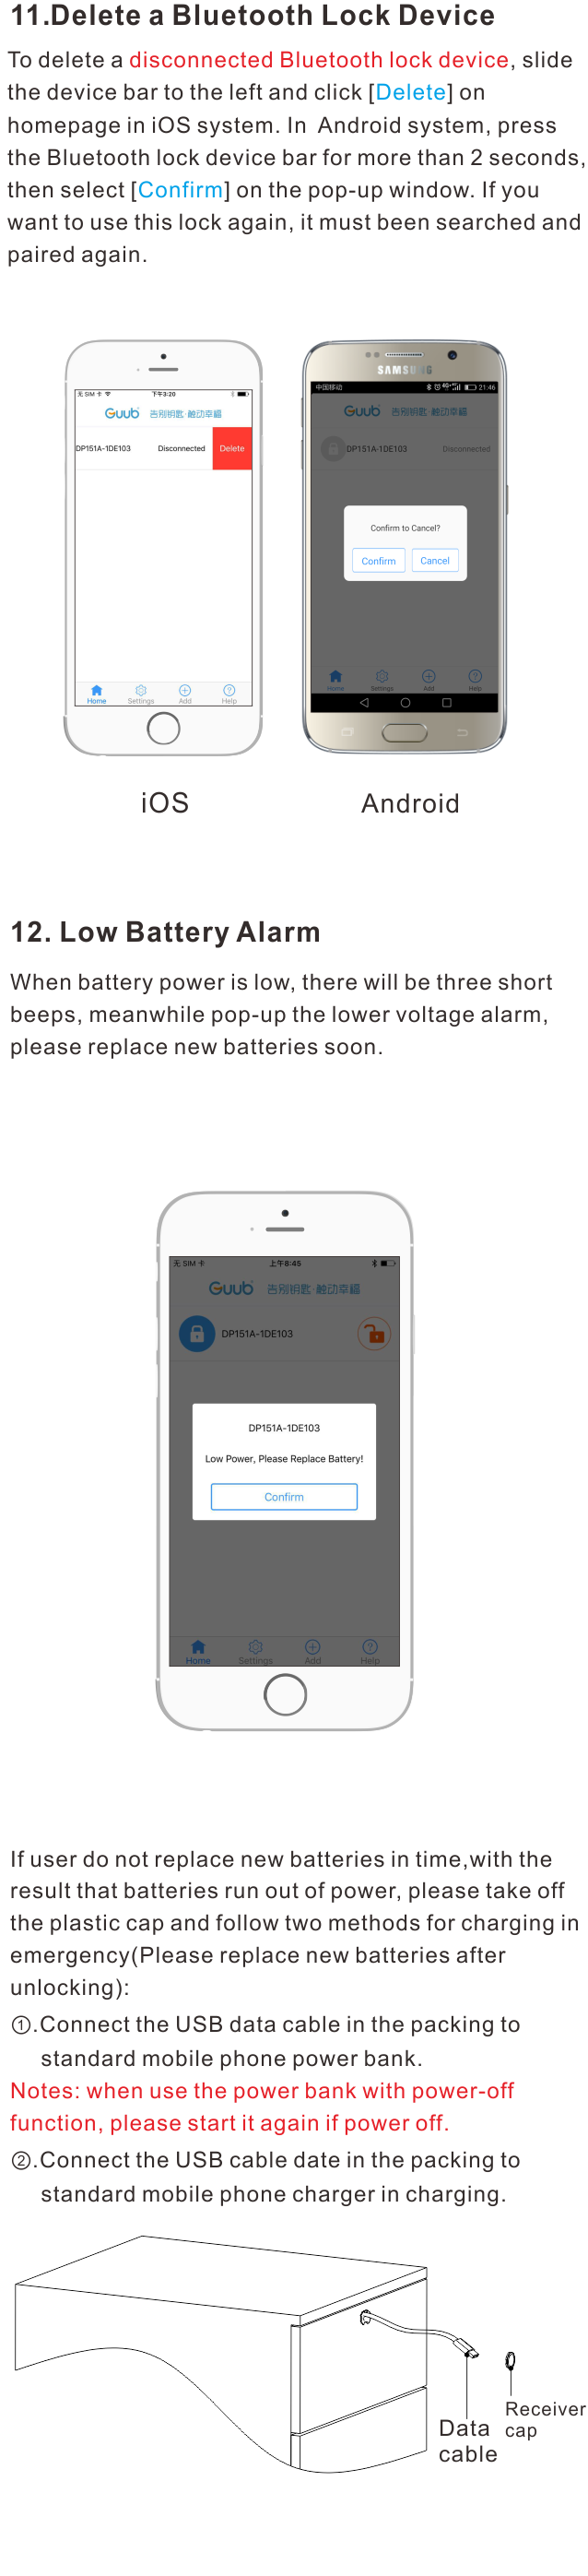 11.Delete a Bluetooth Lock Device
To delete a disconnected Bluetooth lock device, slide
the device bar to the left and click [Delete] on
homepage in iOS system. In Android system, press
the Bluetooth lock device bar for more than 2 seconds,
then select [Confirm] on the pop-up window. If you
want to use this lock again, it must been searched and
paired again.
无 SIM 卡 下午3:20
Guub 告别钥匙·触动幸福
DP151A-1DE103 Disconnected Delete
Home Settings Add Help
iOS
SAMSUNG
中国移动 4G 21:46
Guub 告别钥匙·触动幸福
DP151A-1DE103 Disconnected
Confirm to Cancel?
Confirm Cancel
Home Settings Add Help
Android
12. Low Battery Alarm
When battery power is low, there will be three short
beeps, meanwhile pop-up the lower voltage alarm,
please replace new batteries soon.
无 SIM 卡 上午8:45
Guub 告别钥匙·触动幸福
DP151A-1DE103
DP151A-1DE103
Low Power, Please Replace Battery!
Confirm
Home Settings Add Help
If user do not replace new batteries in time,with the
result that batteries run out of power, please take off
the plastic cap and follow two methods for charging in
emergency(Please replace new batteries after
unlocking):
①.Connect the USB data cable in the packing to
standard mobile phone power bank.
Notes: when use the power bank with power-off
function, please start it again if power off.
②.Connect the USB cable date in the packing to
standard mobile phone charger in charging.
Data
cable
Receiver
cap